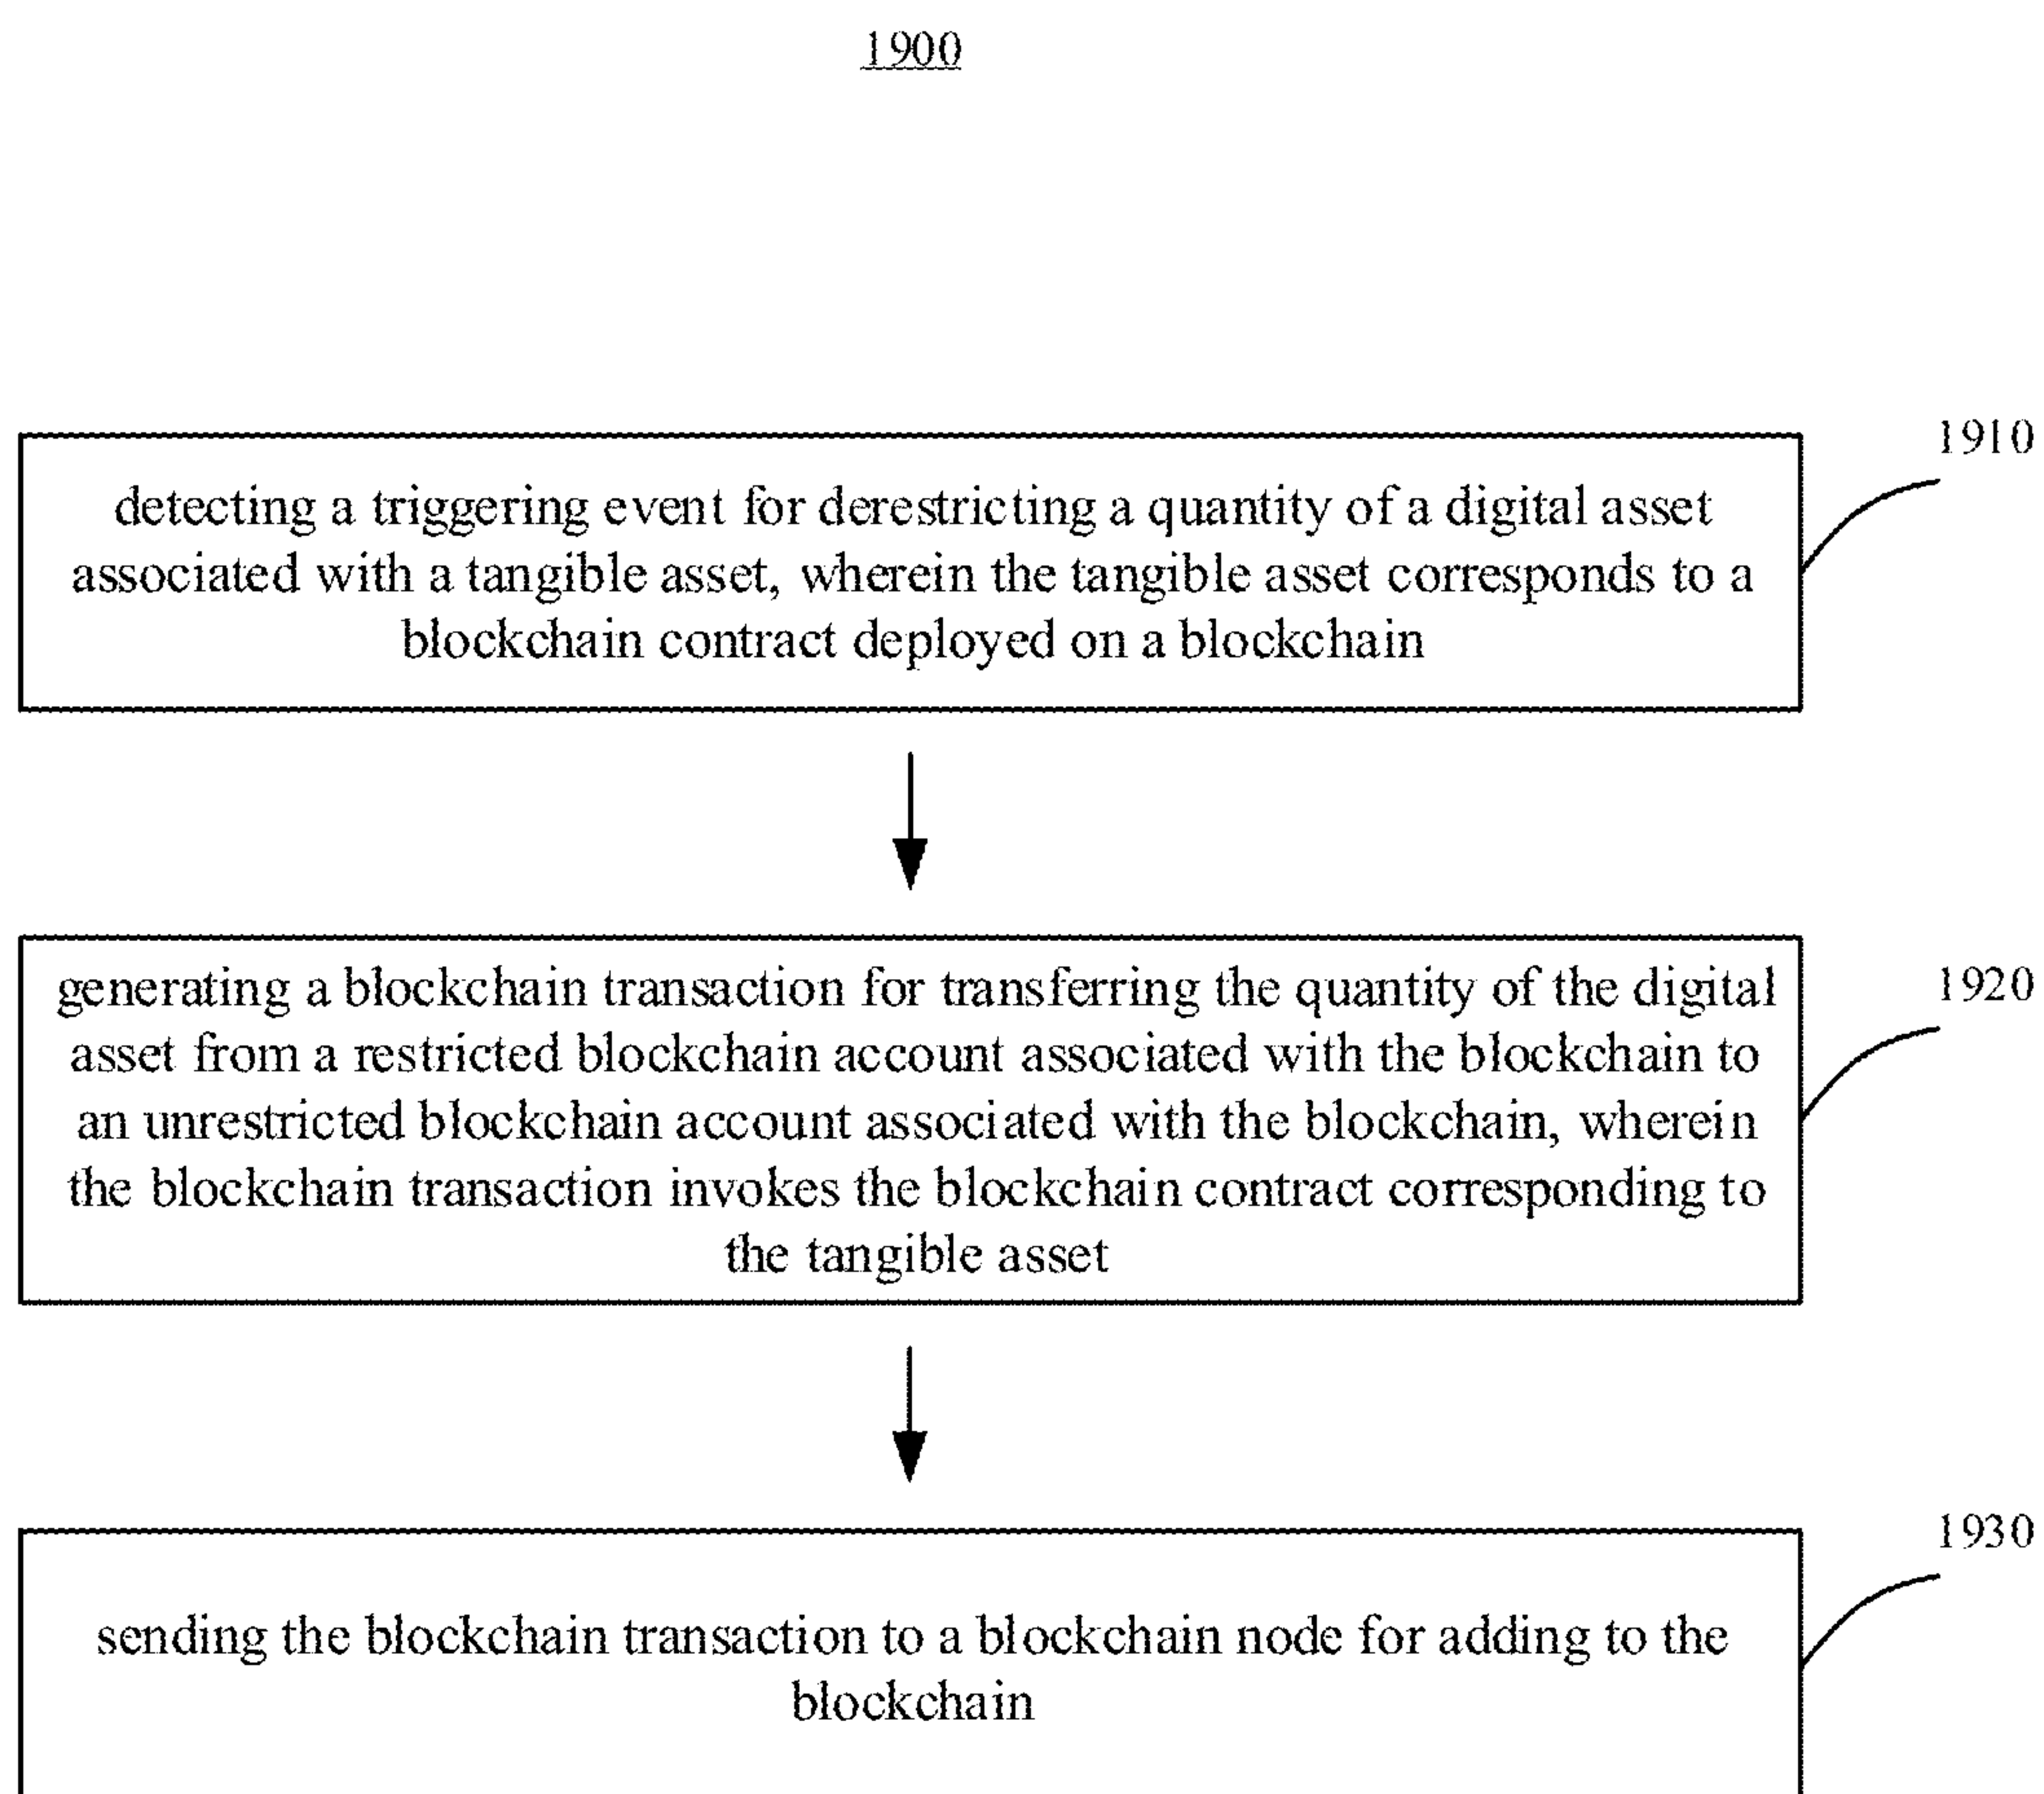 1900
1910
detecting a triggering event for derestricting a quantity of a digital asset
associated with a tangible asset, wherein the tangible asset corresponds to a
blockchain contract deployed on a blockchain
1920
generating a blockchain transaction for transferring the quantity of the digital
asset from a restricted blockchain account associated with the blockchain to
an unrestricted blockchain account associated with the blockchain, wherein
the blockchain transaction invokes the blockchain contract corresponding to
the tangible asset
1930
sending the blockchain transaction to a blockchain node for adding to the
blockchain